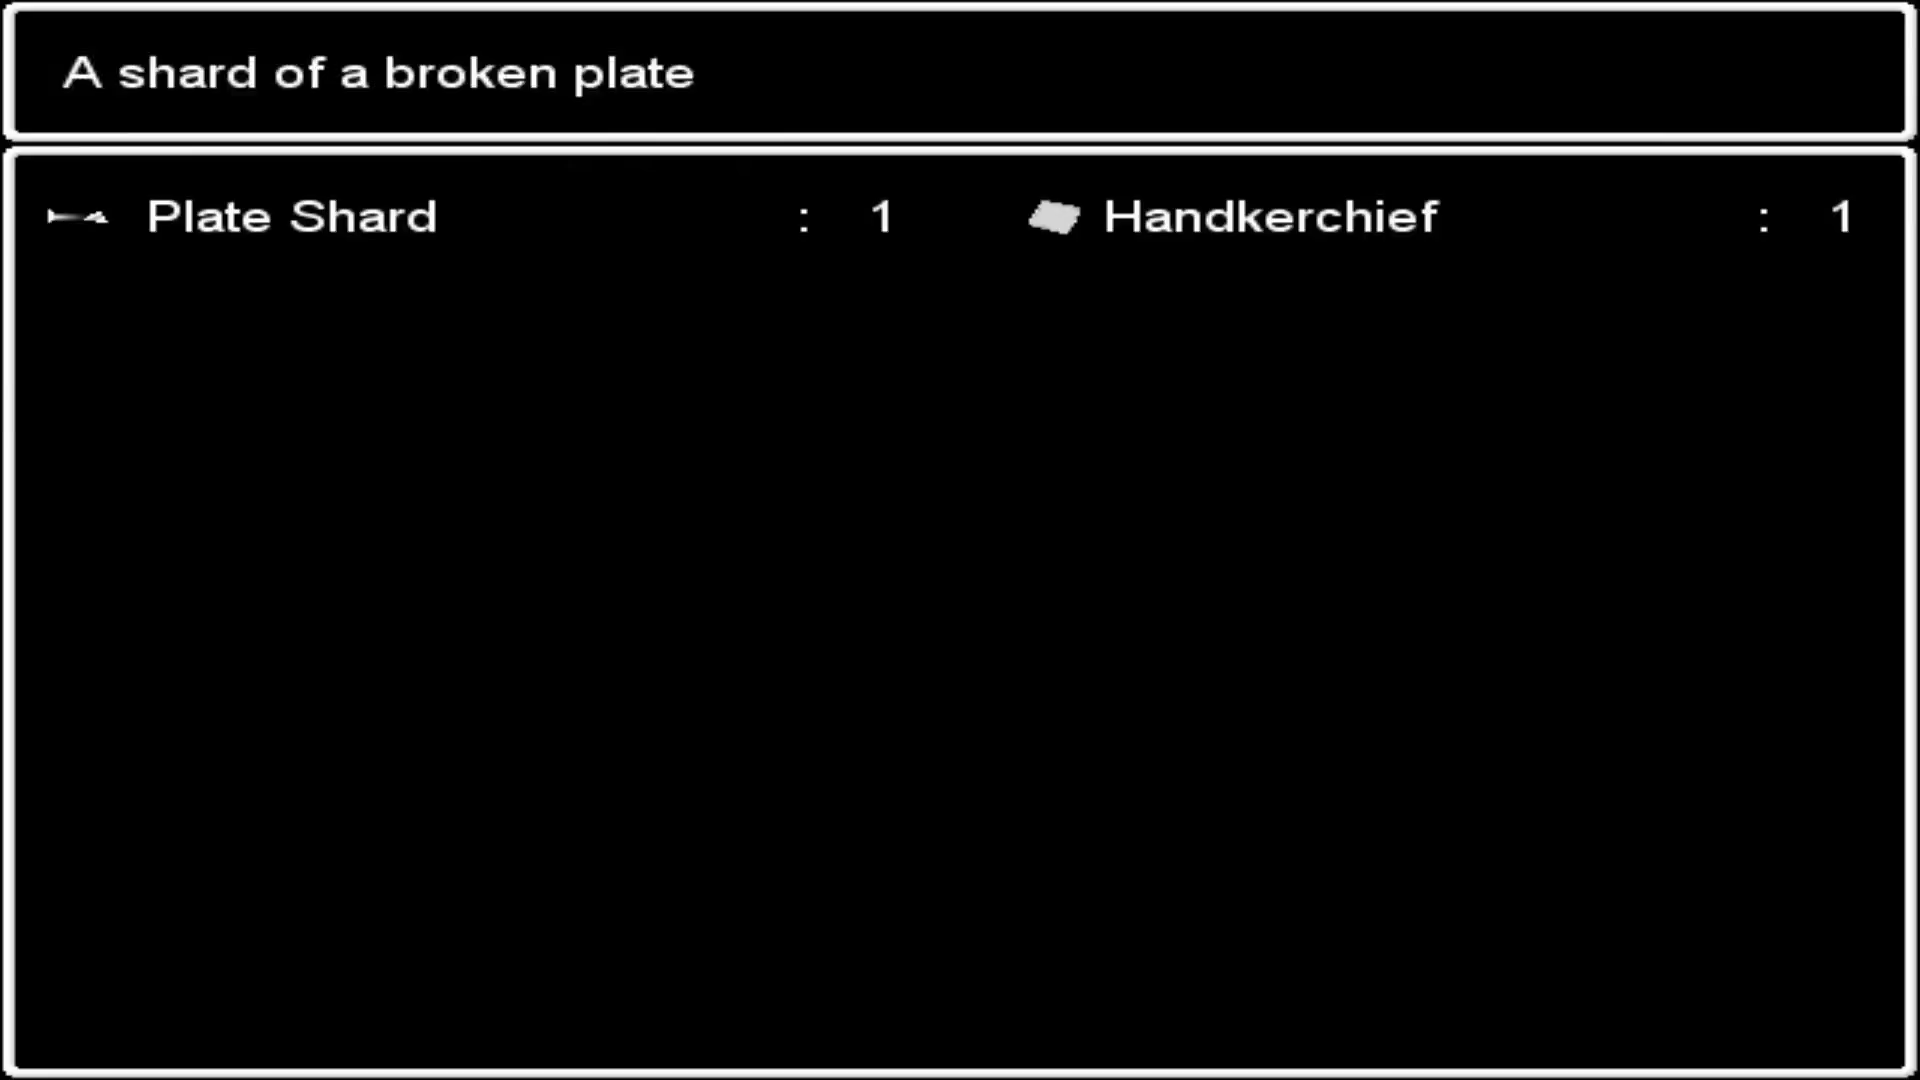 A shard of a broken plate
Plate Shard : 1 Handkerchief : 1